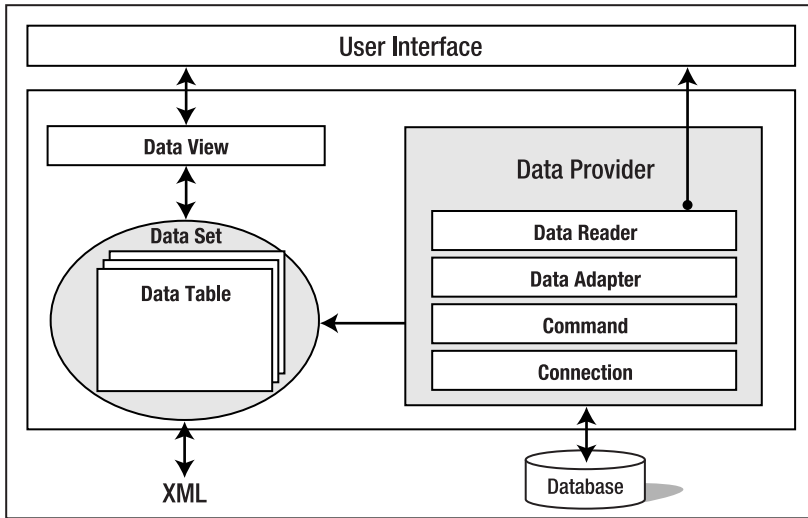 User Interface
Data View
Data Provider
Data Set
Data Table
Data Reader
Data Adapter
Command
Connection
XML
Database